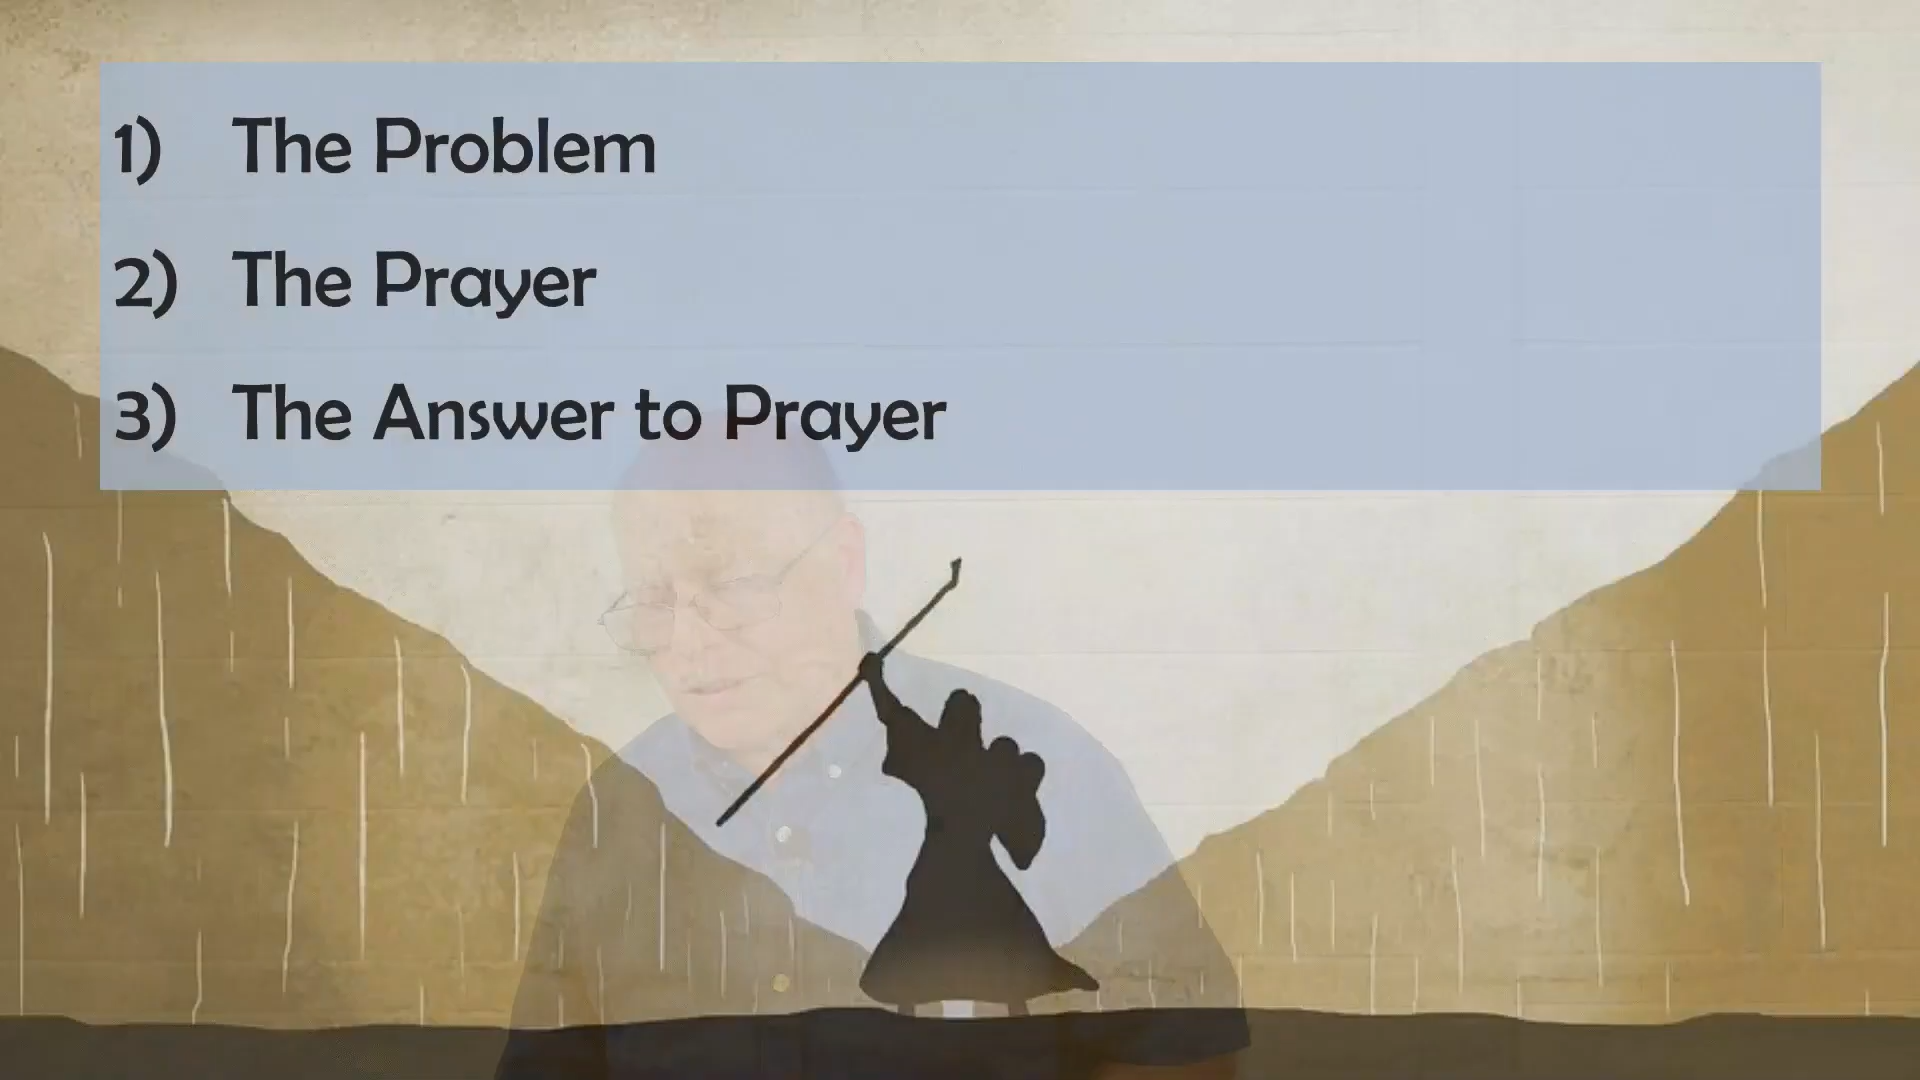 1) The Problem
2) The Prayer
3) The Answer to Prayer